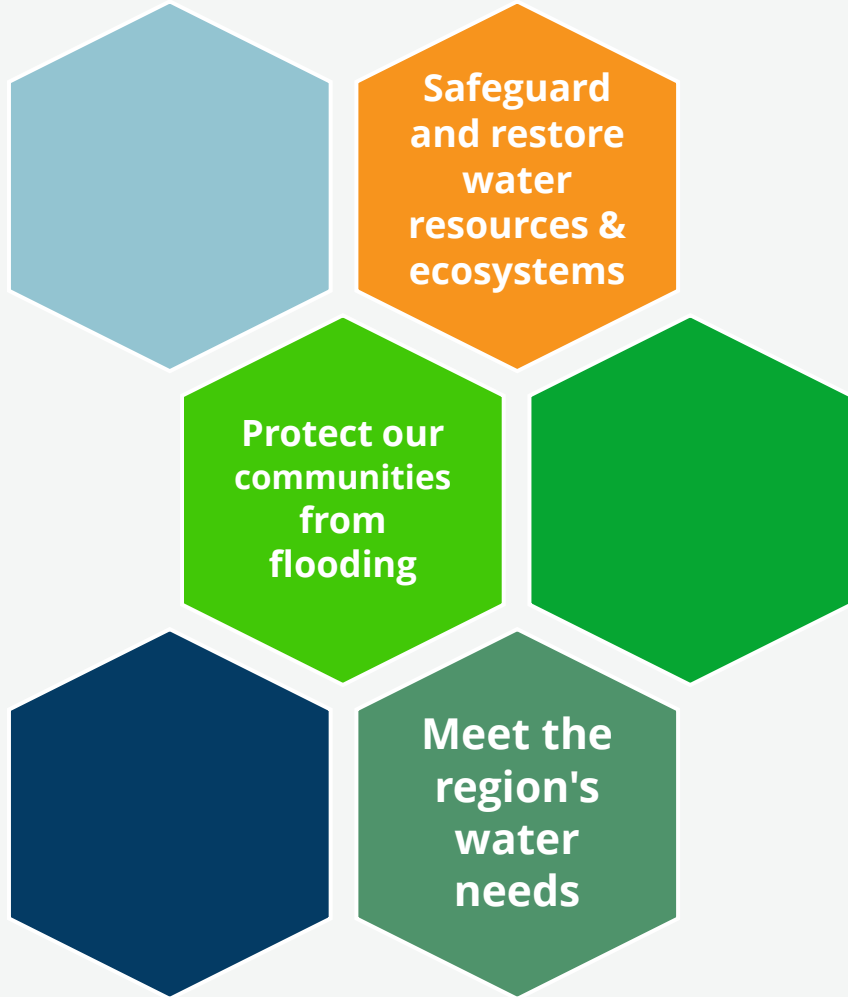 Safeguard
and restore
water
resources &
ecosystems
Protect our
communities
from
flooding
Meet the
region's
water
needs